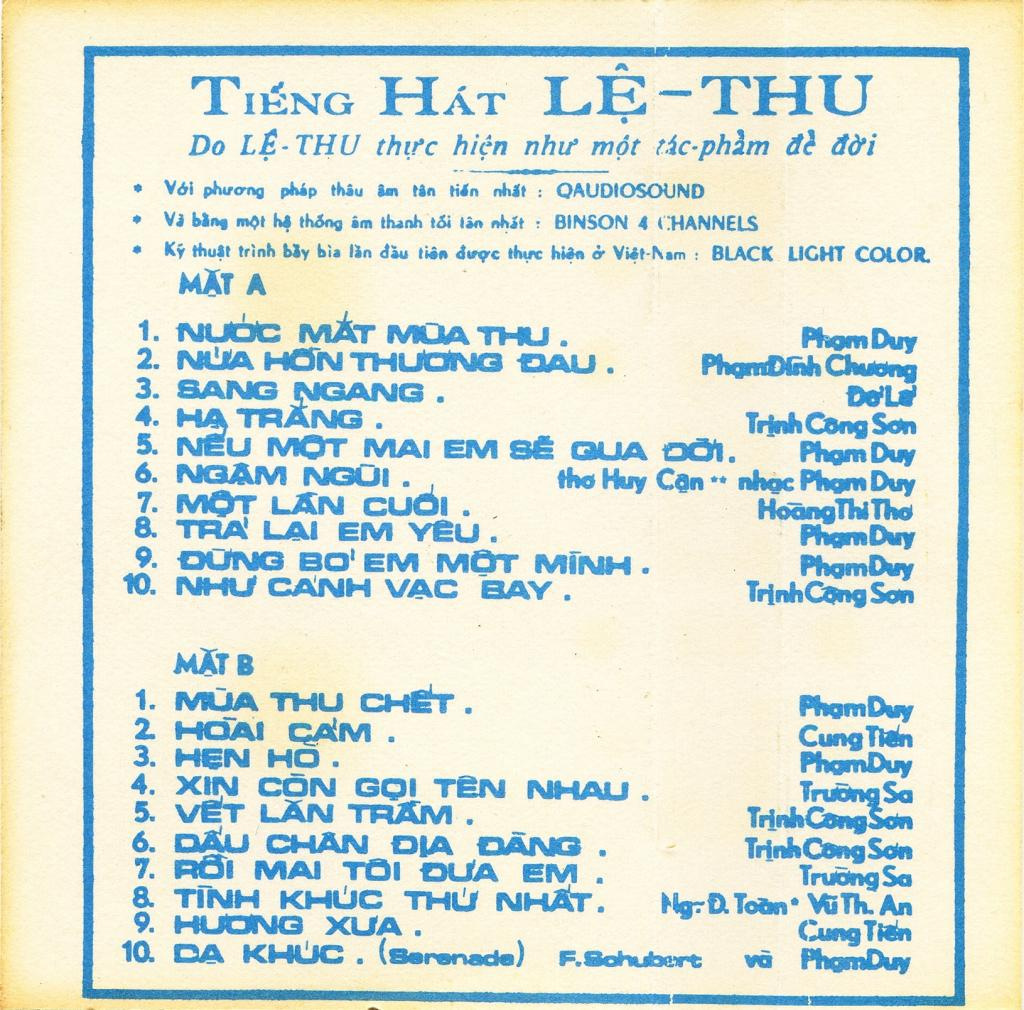 TIẾNG HÁT LỆ-THU
Do LỆ-THU thực hiện như một tác-phẩm để đời
* Với phương pháp thâu âm tân tiến nhất : QAUDIOSOUND
* Và bằng một hệ thống âm thanh tối tân nhất : BINSON 4 CHANNELS
* Kỹ thuật trình bầy bìa lần đầu tiên được thực hiện ở Việt-Nam : BLACK LIGHT COLOR.
MẶT A
1. NƯỚC MẮT MÙA THU . Phạm Duy
2. NỬA HỒN THƯƠNG ĐAU . Phạm Đình Chương
3. SANG NGANG . Đỗ Lễ
4. HẠ TRẮNG . Trịnh Công Sơn
5. NẾU MỘT MAI EM SẼ QUA ĐỜI. Phạm Duy
6. NGẬM NGÙI . thơ Huy Cận ** nhạc Phạm Duy
7. MỘT LẦN CUỐI . Hoàng Thi Thơ
8. TRẢ LẠI EM YÊU . Phạm Duy
9. ĐỪNG BỎ EM MỘT MÌNH . Phạm Duy
10. NHƯ CÁNH VẠC BAY . Trịnh Công Sơn
MẶT B
1. MÙA THU CHẾT . Phạm Duy
2. HOÀI CẢM . Cung Tiến
3. HẸN HÒ . Phạm Duy
4. XIN CÒN GỌI TÊN NHAU . Trường Sa
5. VẾT LĂN TRẦM . Trịnh Công Sơn
6. DẤU CHÂN ĐỊA ĐÀNG . Trịnh Công Sơn
7. RỒI MAI TÔI ĐƯA EM . Trường Sa
8. TÌNH KHÚC THỨ NHẤT . Ng- Đ. Toàn * Vũ Th. An
9. HƯƠNG XƯA . Cung Tiến
10. DẠ KHÚC . (Serenade) F. Schubert và Phạm Duy